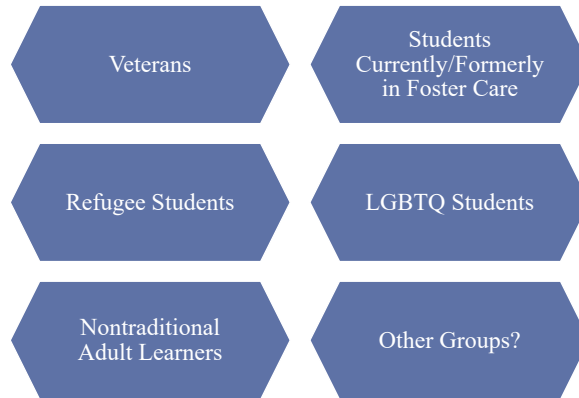 Veterans
Students
Currently/Formerly
in Foster Care
Refugee Students
LGBTQ Students
Nontraditional
Adult Learners
Other Groups?